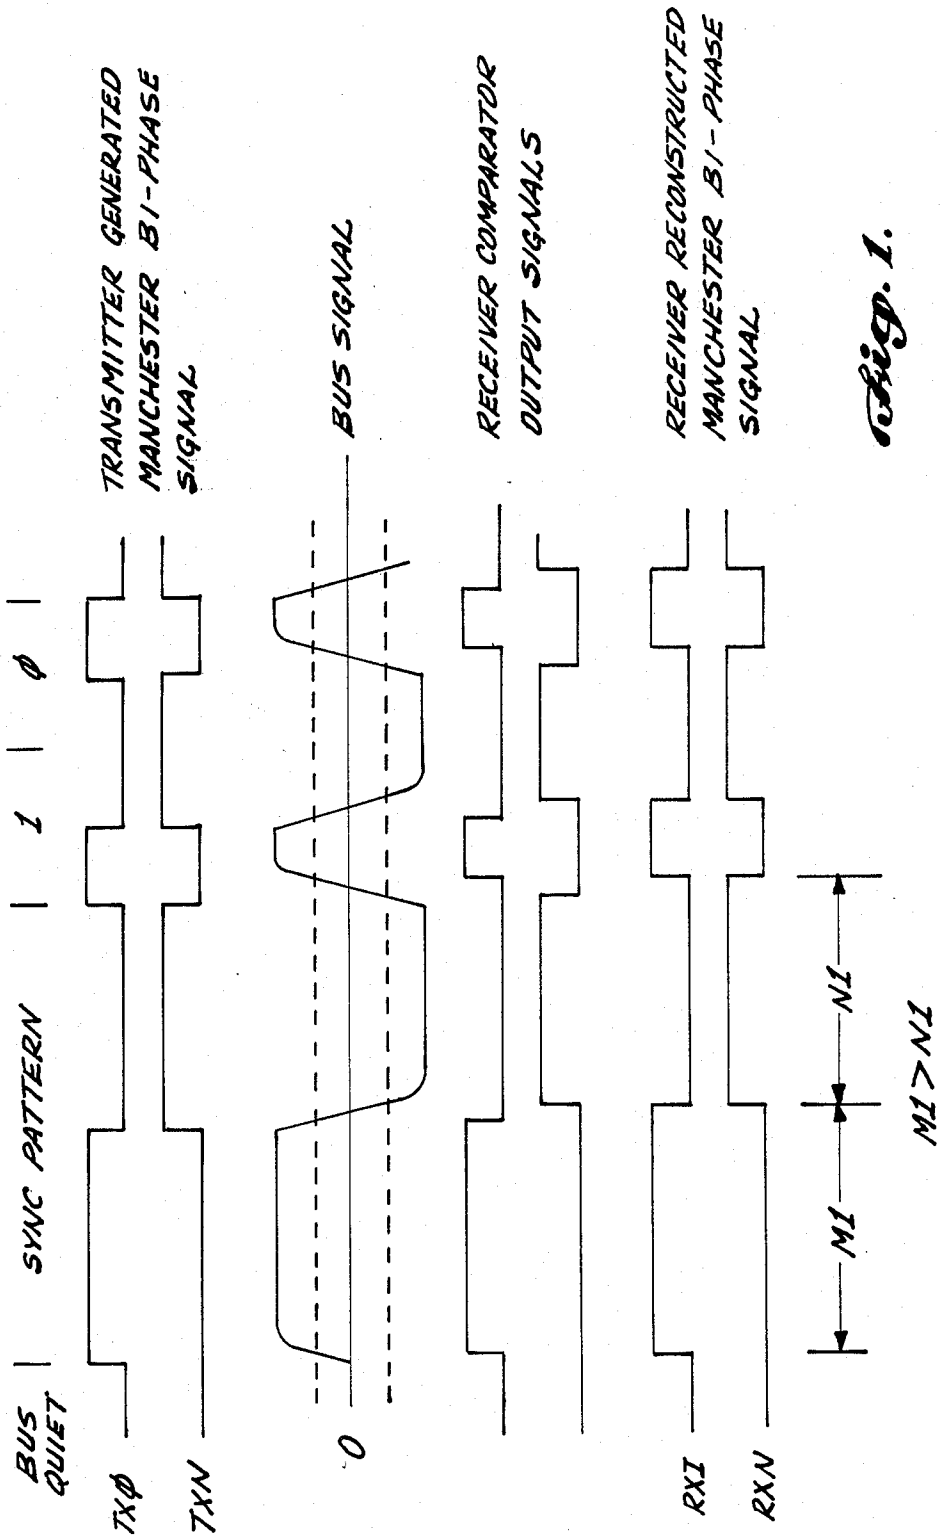 BUS
QUIET
|
SYNC PATTERN
|
1
|
Ø
|
TXØ
TXN
TRANSMITTER GENERATED
MANCHESTER BI-PHASE
SIGNAL
0
BUS SIGNAL
RECEIVER COMPARATOR
OUTPUT SIGNALS
RXI
RXN
RECEIVER RECONSTRUCTED
MANCHESTER BI-PHASE
SIGNAL
M1
N1
M1 > N1
Fig. 1.